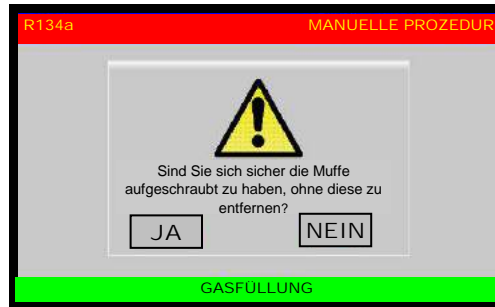 R134a MANUELLE PROZEDUR
Sind Sie sich sicher die Muffe
aufgeschraubt zu haben, ohne diese zu
entfernen?
JA NEIN
GASFÜLLUNG